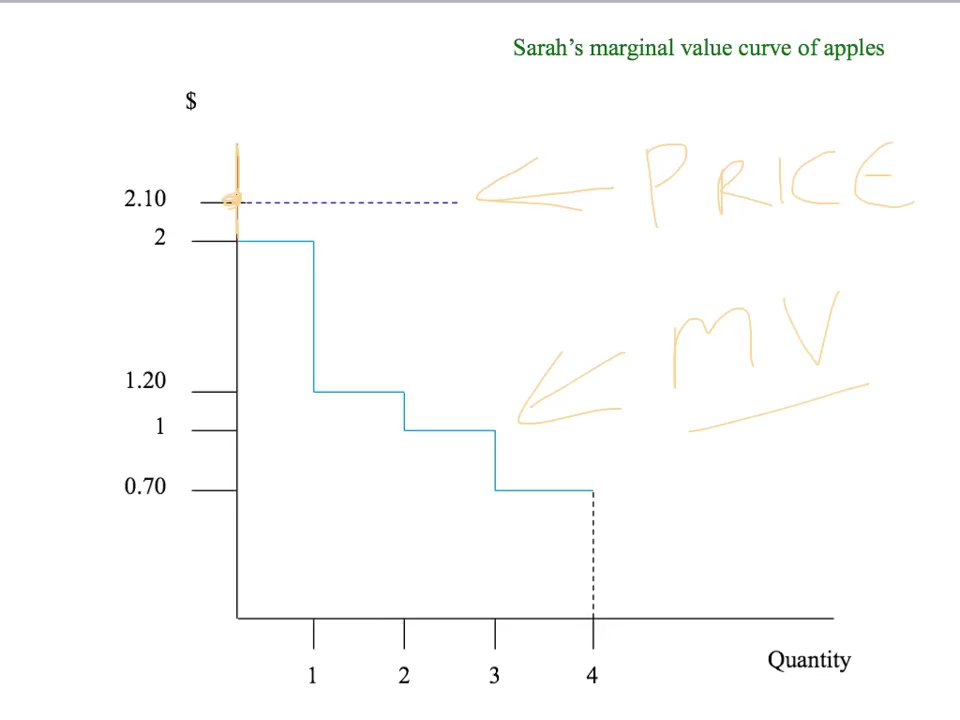 Sarah’s marginal value curve of apples
$
PRICE
2.10
2
MV
1.20
1
0.70
1 2 3 4
Quantity